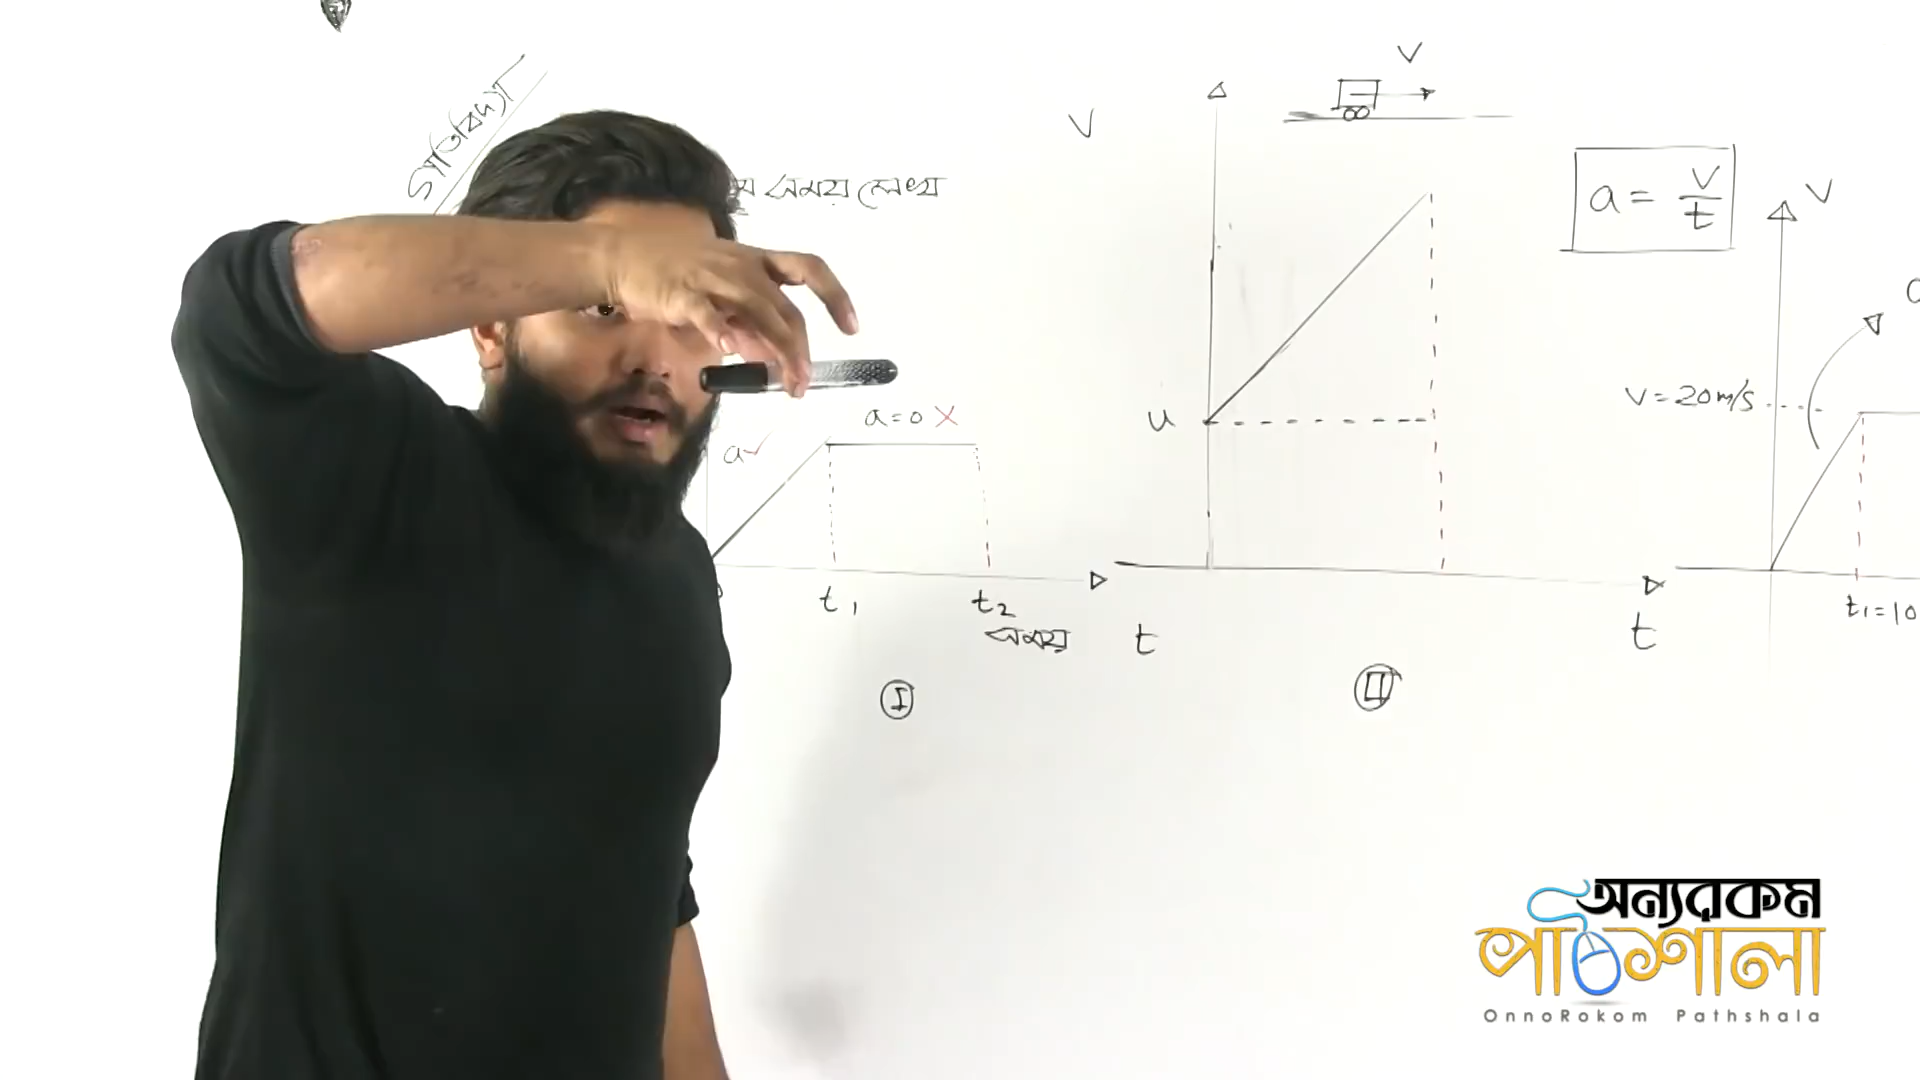 গতিবিদ্যা
সময় লেখ
a
a=0 X
t1
t2
সময়
I
V
V
u
t
t
II
a = V/t
V
V = 20 m/s
t1 = 10
অন্যরকম
পাঠশালা
OnnoRokom Pathshala